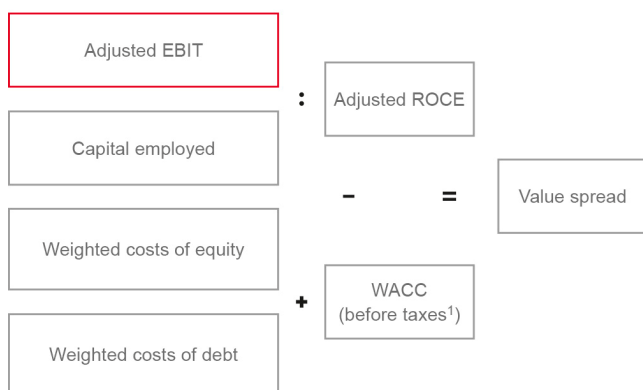 Adjusted EBIT
:
Adjusted ROCE
Capital employed
–
=
Value spread
Weighted costs of equity
+
WACC
(before taxes¹)
Weighted costs of debt